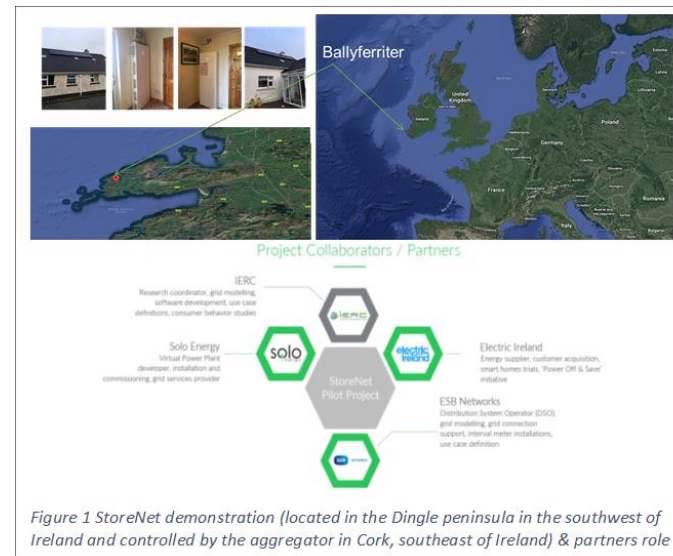 Ballyferriter
United
Kingdom
Ireland
Poland
Germany
France
Romania
Italy
Project Collaborators / Partners
IERC
Research coordinator, grid modelling,
software development, use case
definitions, consumer behavior studies
iERC
Solo Energy
Virtual Power Plant
developer, installation and
commissioning, grid services provider
solo
electric
ireland
Electric Ireland
Energy supplier, customer acquisition,
smart homes trials, 'Power Off & Save'
initiative
StoreNet
Pilot Project
ESB Networks
Distribution System Operator (DSO),
grid modelling, grid connection
support, interval meter installations,
use case definition
Figure 1 StoreNet demonstration (located in the Dingle peninsula in the southwest of
Ireland and controlled by the aggregator in Cork, southeast of Ireland) & partners role